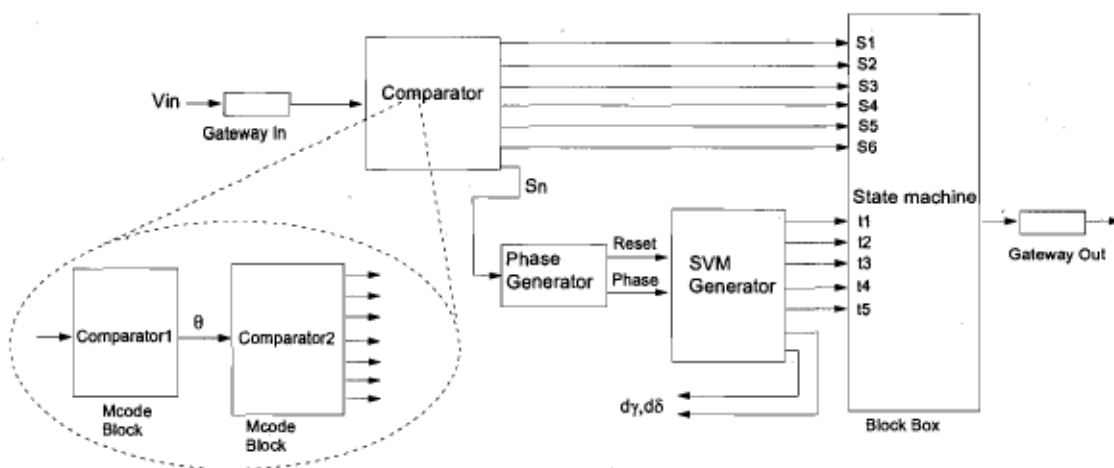 Vin
Gateway In
Comparator
S1
S2
S3
S4
S5
S6
Sn
State machine
Phase
Generator
Reset
Phase
SVM
Generator
t1
t2
t3
t4
t5
Gateway Out
dγ,dδ
Block Box
Comparator1
θ
Comparator2
Mcode
Block
Mcode
Block